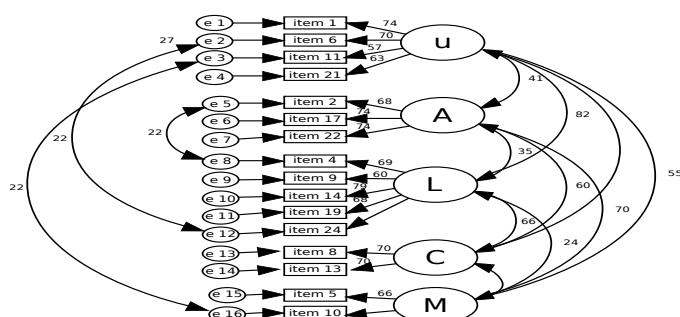 e 1 item 1 74 u
27 e 2 item 6 70
e 3 item 11 57
e 4 item 21 63
41
e 5 item 2 68 A
e 6 item 17 74
22 22 e 7 item 22 74
82
35
e 8 item 4 69 L
e 9 item 9 60
e 10 item 14 79
e 11 item 19 68
e 12 item 24
22
55
60
70
66
24
e 13 item 8 70 C
e 14 item 13 70
e 15 item 5 66 M
e 16 item 10